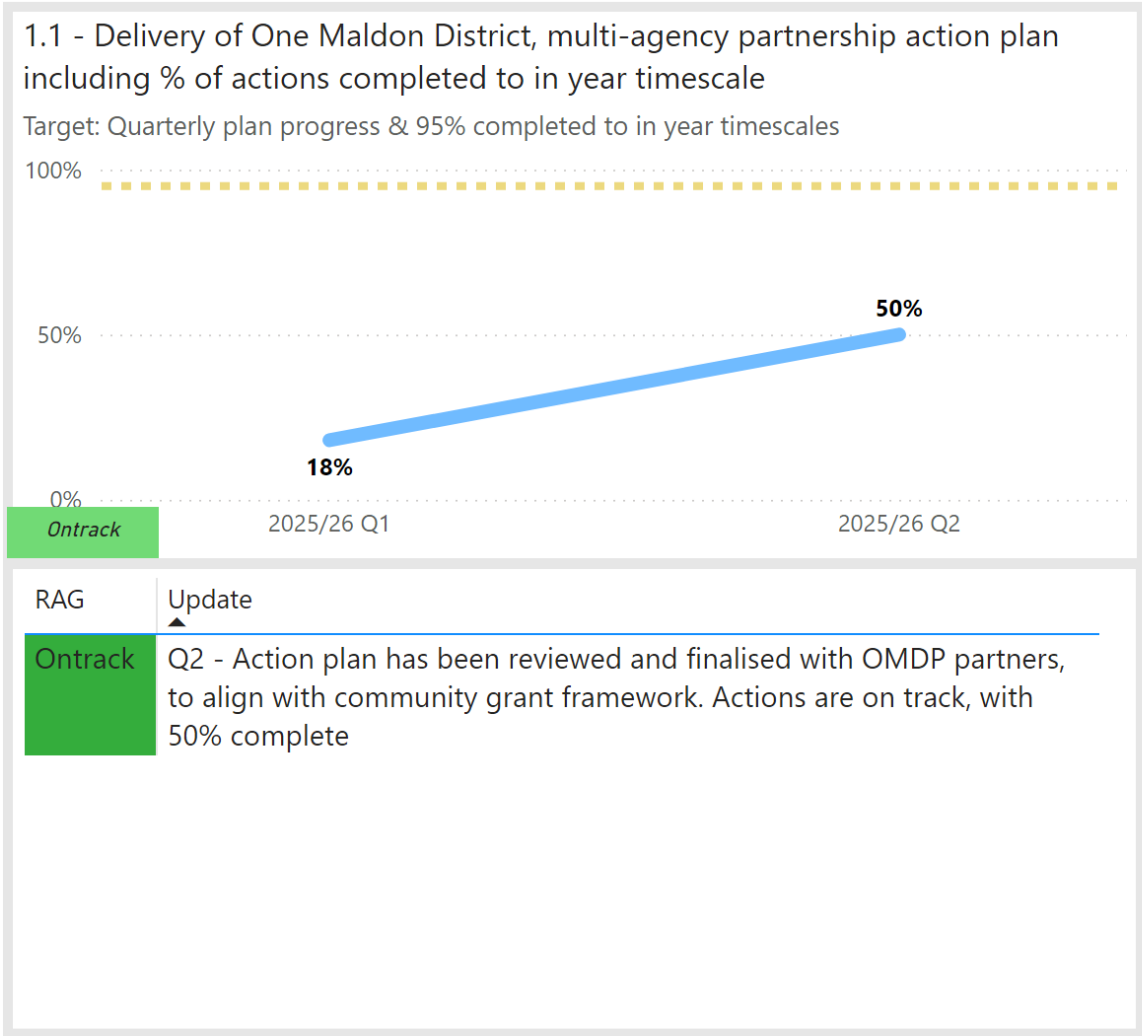 1.1 - Delivery of One Maldon District, multi-agency partnership action plan
including % of actions completed to in year timescale
Target: Quarterly plan progress & 95% completed to in year timescales
100%
50%
50%
18%
0%
2025/26 Q1
2025/26 Q2
Ontrack
RAG
Update
Ontrack
Q2 - Action plan has been reviewed and finalised with OMDP partners,
to align with community grant framework. Actions are on track, with
50% complete